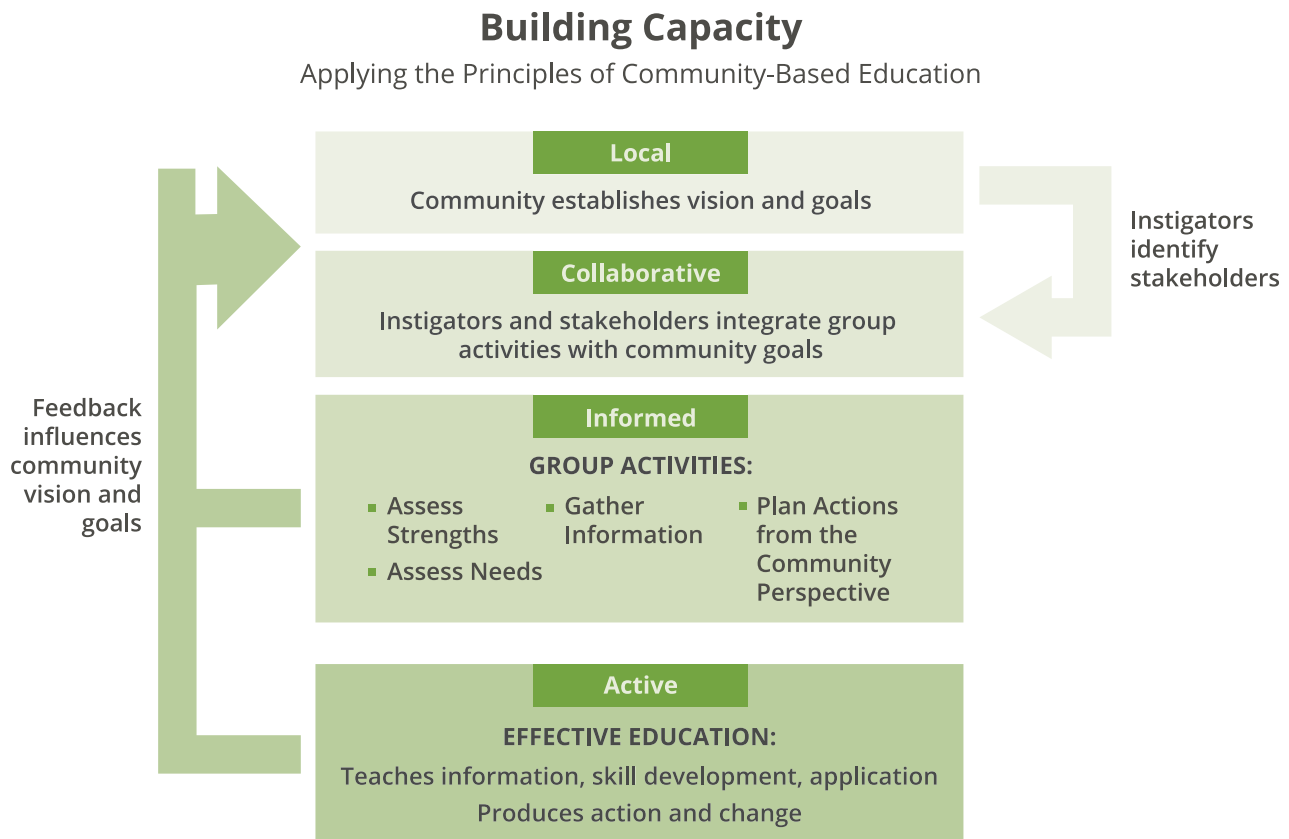 Building Capacity
Applying the Principles of Community-Based Education
Local
Community establishes vision and goals
Instigators
identify
stakeholders
Collaborative
Instigators and stakeholders integrate group
activities with community goals
Feedback
influences
community
vision and
goals
Informed
GROUP ACTIVITIES:
Assess
Strengths
Assess Needs
Gather
Information
Plan Actions
from the
Community
Perspective
Active
EFFECTIVE EDUCATION:
Teaches information, skill development, application
Produces action and change